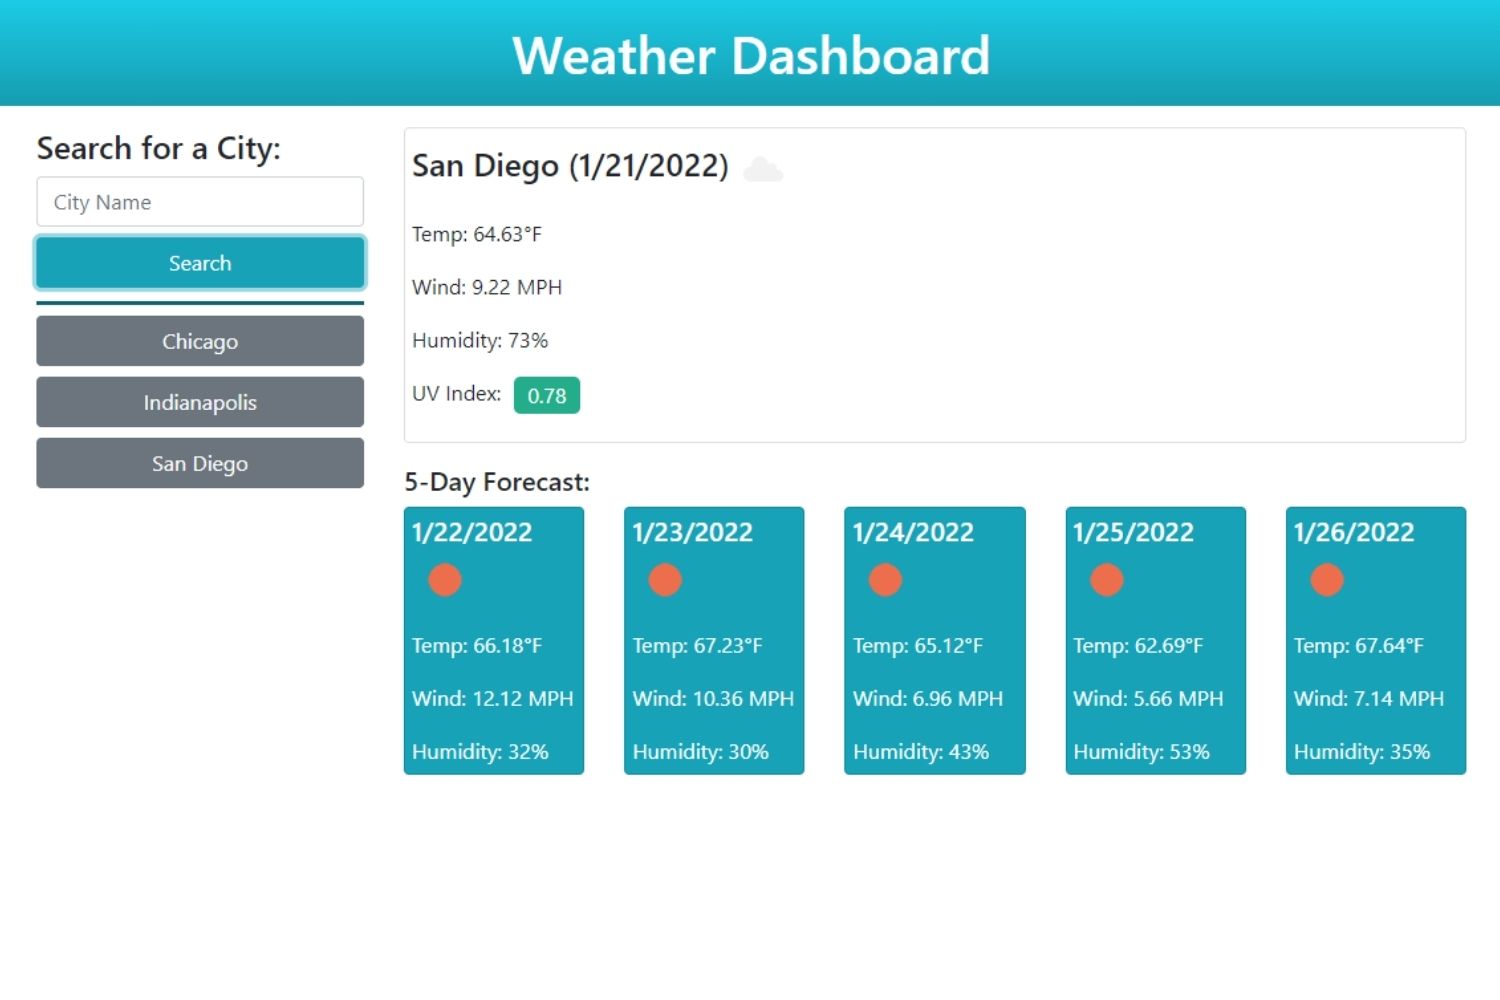 Weather Dashboard
Search for a City:
City Name
Search
Chicago
Indianapolis
San Diego
San Diego (1/21/2022)
Temp: 64.63°F
Wind: 9.22 MPH
Humidity: 73%
UV Index: 0.78
5-Day Forecast:
1/22/2022
Temp: 66.18°F
Wind: 12.12 MPH
Humidity: 32%
1/23/2022
Temp: 67.23°F
Wind: 10.36 MPH
Humidity: 30%
1/24/2022
Temp: 65.12°F
Wind: 6.96 MPH
Humidity: 43%
1/25/2022
Temp: 62.69°F
Wind: 5.66 MPH
Humidity: 53%
1/26/2022
Temp: 67.64°F
Wind: 7.14 MPH
Humidity: 35%